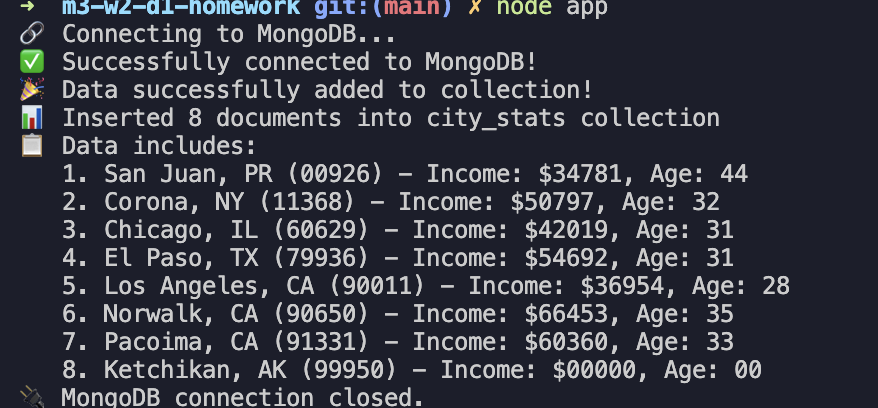 → m3-w2-d1-homework git:(main) ✗ node app
🔗 Connecting to MongoDB...
✅ Successfully connected to MongoDB!
🎉 Data successfully added to collection!
📊 Inserted 8 documents into city_stats collection
📋 Data includes:
1. San Juan, PR (00926) - Income: $34781, Age: 44
2. Corona, NY (11368) - Income: $50797, Age: 32
3. Chicago, IL (60629) - Income: $42019, Age: 31
4. El Paso, TX (79936) - Income: $54692, Age: 31
5. Los Angeles, CA (90011) - Income: $36954, Age: 28
6. Norwalk, CA (90650) - Income: $66453, Age: 35
7. Pacoima, CA (91331) - Income: $60360, Age: 33
8. Ketchikan, AK (99950) - Income: $00000, Age: 00
🔌 MongoDB connection closed.